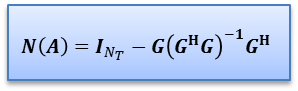 N(A) = I_{N_T} − G(G^H G)^{−1} G^H